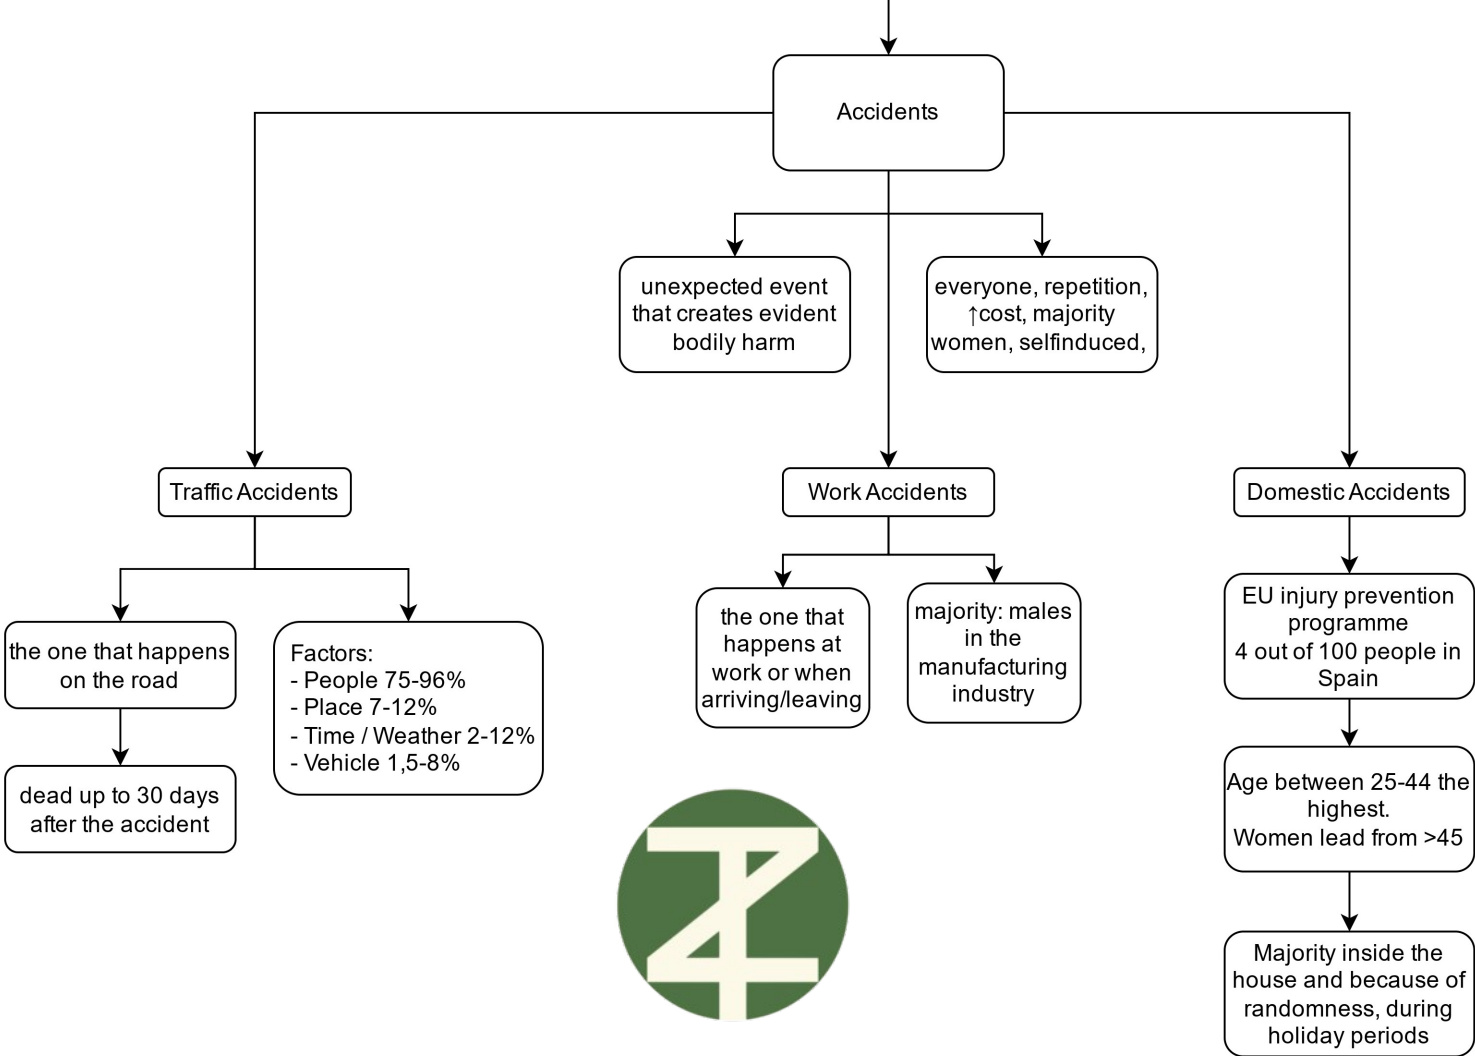 Accidents
unexpected event
that creates evident
bodily harm
everyone, repetition,
↑cost, majority
women, selfinduced,
Traffic Accidents
Work Accidents
Domestic Accidents
the one that happens
on the road
dead up to 30 days
after the accident
Factors:
- People 75-96%
- Place 7-12%
- Time / Weather 2-12%
- Vehicle 1,5-8%
the one that
happens at
work or when
arriving/leaving
majority: males
in the
manufacturing
industry
EU injury prevention
programme
4 out of 100 people in
Spain
Age between 25-44 the
highest.
Women lead from >45
Majority inside the
house and because of
randomness, during
holiday periods